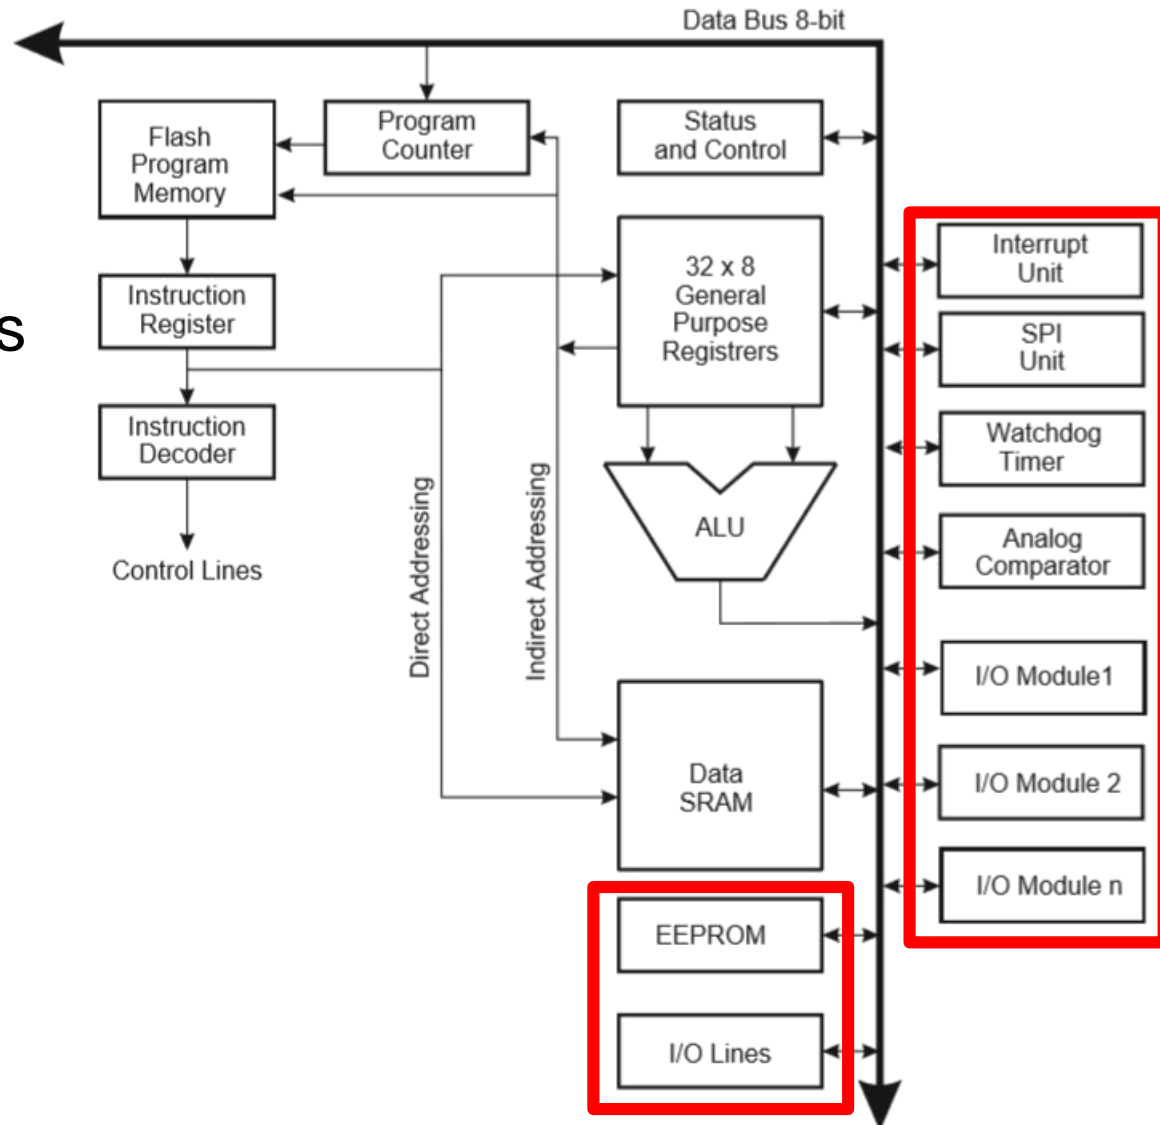 Data Bus 8-bit
Flash
Program
Memory
Program
Counter
Status
and Control
Instruction
Register
s
32 x 8
General
Purpose
Registrers
Interrupt
Unit
SPI
Unit
Instruction
Decoder
Watchdog
Timer
Direct Addressing
Indirect Addressing
ALU
Analog
Comparator
Control Lines
I/O Module1
Data
SRAM
I/O Module 2
I/O Module n
EEPROM
I/O Lines